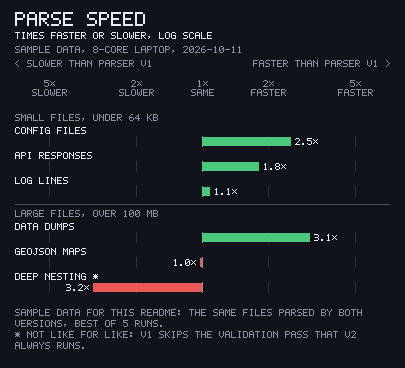 PARSE SPEED
TIMES FASTER OR SLOWER, LOG SCALE
SAMPLE DATA, 8-CORE LAPTOP, 2026-10-11
< SLOWER THAN PARSER V1 FASTER THAN PARSER V1 >
5× 2× 1× 2× 5×
SLOWER SLOWER SAME FASTER FASTER
SMALL FILES, UNDER 64 KB
CONFIG FILES
2.5×
API RESPONSES
1.8×
LOG LINES
1.1×
LARGE FILES, OVER 100 MB
DATA DUMPS
3.1×
GEOJSON MAPS
1.0×
DEEP NESTING *
3.2×
SAMPLE DATA FOR THIS README: THE SAME FILES PARSED BY BOTH
VERSIONS, BEST OF 5 RUNS.
* NOT LIKE FOR LIKE: V1 SKIPS THE VALIDATION PASS THAT V2
ALWAYS RUNS.